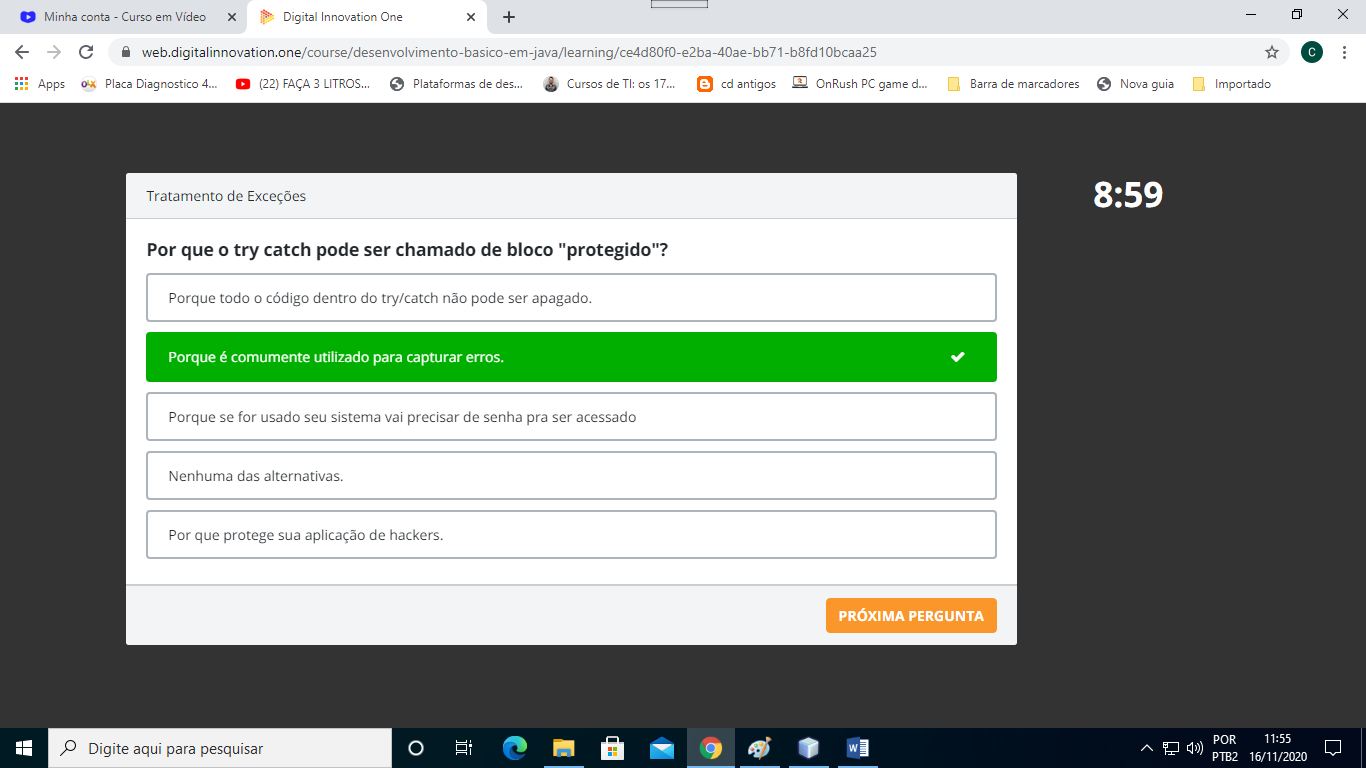 Minha conta - Curso em Vídeo
Digital Innovation One
web.digitalinnovation.one/course/desenvolvimento-basico-em-java/learning/ce4d80f0-e2ba-40ae-bb71-b8fd10bcaa25
C
Apps
OLX
Placa Diagnostico 4...
(22) FAÇA 3 LITROS...
Plataformas de des...
Cursos de TI: os 17...
cd antigos
OnRush PC game d...
Barra de marcadores
Nova guia
Importado
Tratamento de Exceções
8:59
Por que o try catch pode ser chamado de bloco "protegido"?
Porque todo o código dentro do try/catch não pode ser apagado.
Porque é comumente utilizado para capturar erros.
Porque se for usado seu sistema vai precisar de senha pra ser acessado
Nenhuma das alternativas.
Por que protege sua aplicação de hackers.
PRÓXIMA PERGUNTA
Digite aqui para pesquisar
POR
PTB2
11:55
16/11/2020